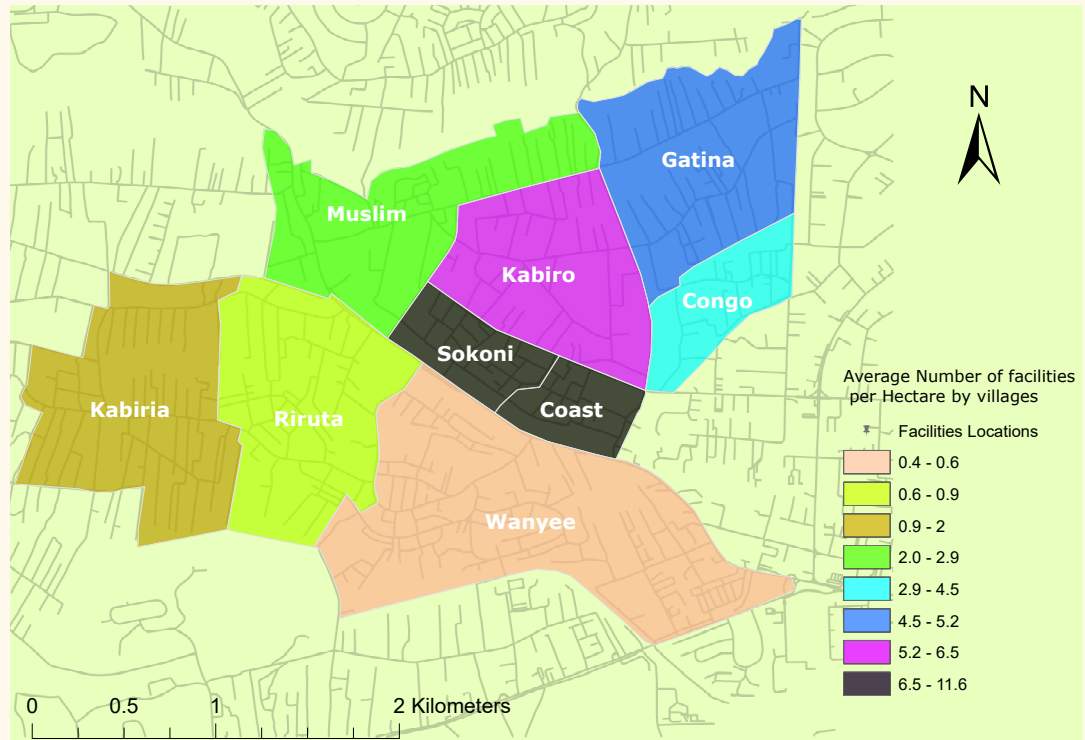 N
Gatina
Muslim
Kabiro
Congo
Sokoni
Kabiria
Riruta
Coast
Wanyee
Average Number of facilities
per Hectare by villages
Facilities Locations
0.4 - 0.6
0.6 - 0.9
0.9 - 2
2.0 - 2.9
2.9 - 4.5
4.5 - 5.2
5.2 - 6.5
6.5 - 11.6
0 0.5 1 2 Kilometers